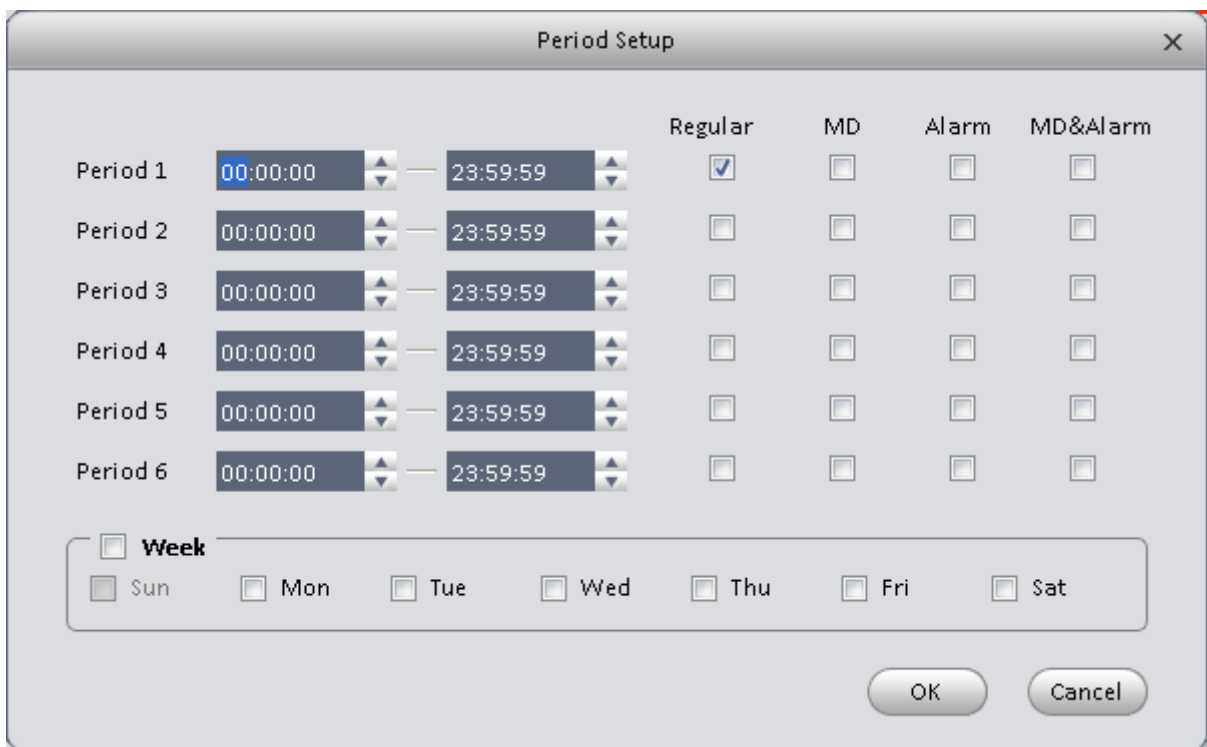 Period Setup
Regular MD Alarm MD&Alarm
Period 1 00:00:00 23:59:59
Period 2 00:00:00 23:59:59
Period 3 00:00:00 23:59:59
Period 4 00:00:00 23:59:59
Period 5 00:00:00 23:59:59
Period 6 00:00:00 23:59:59
Week
Sun Mon Tue Wed Thu Fri Sat
OK Cancel